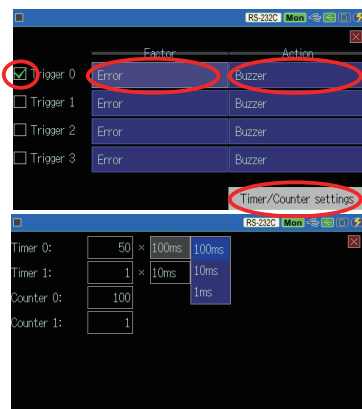 RS-232C Mon
Factor Action
Trigger 0 Error Buzzer
Trigger 1 Error Buzzer
Trigger 2 Error Buzzer
Trigger 3 Error Buzzer
Timer/Counter settings
RS-232C Mon
Timer 0: 50 × 100ms 100ms
Timer 1: 1 × 10ms 10ms
1ms
Counter 0: 100
Counter 1: 1